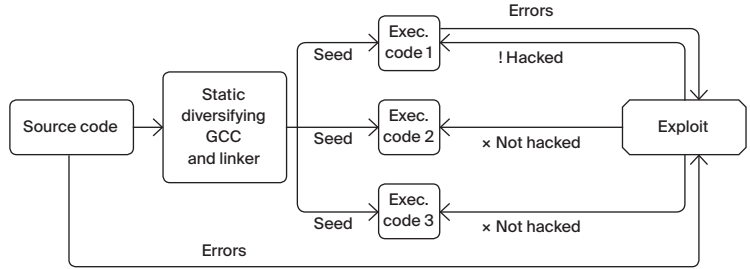 Errors
Exec.
code 1
Seed
! Hacked
Static
diversifying
GCC
and linker
Source code
Exec.
code 2
Exploit
Seed
× Not hacked
Exec.
code 3
Seed
× Not hacked
Errors